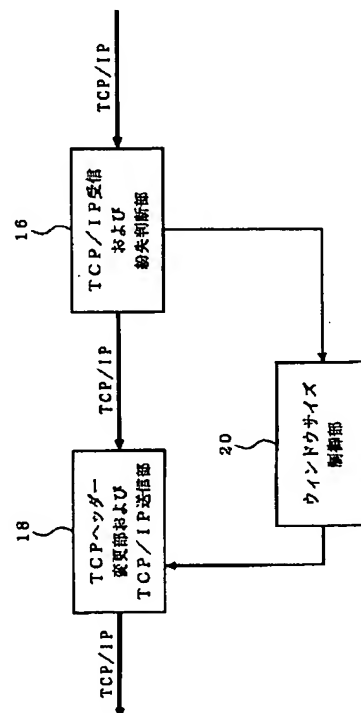 TCP/IP
16
TCP/IP受信
および
紛失判断部
TCP/IP
18
TCPヘッダー
変更部および
TCP/IP送信部
TCP/IP
20
ウィンドウサイズ
制御部